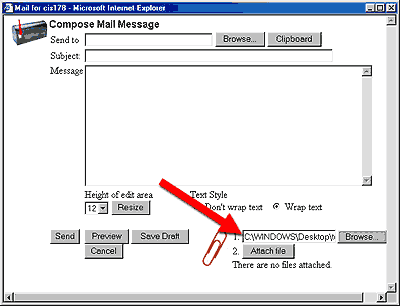 Mail for cis178 - Microsoft Internet Explorer
Compose Mail Message
Send to
Browse...
Clipboard
Subject:
Message
Height of edit area
Text Style
12
Resize
Don't wrap text
Wrap text
Send
Preview
Save Draft
Cancel
1.
C:\WINDOWS\Desktop\
Browse...
2.
Attach file
There are no files attached.